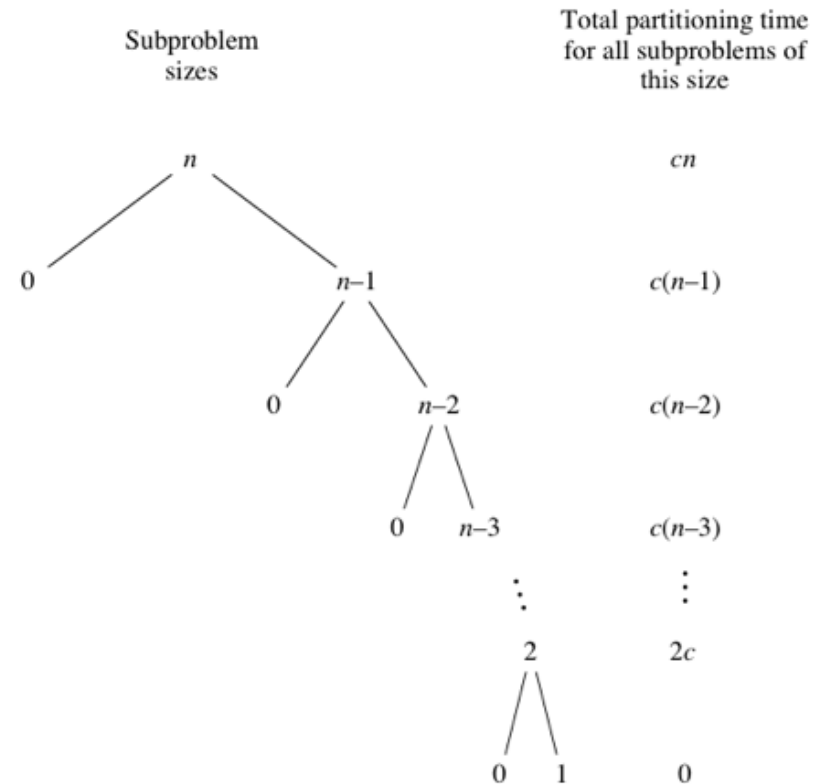 Subproblem
sizes
Total partitioning time
for all subproblems of
this size
n cn
0 n–1 c(n–1)
0 n–2 c(n–2)
0 n–3 c(n–3)
⋱ ⋮
2 2c
0 1 0